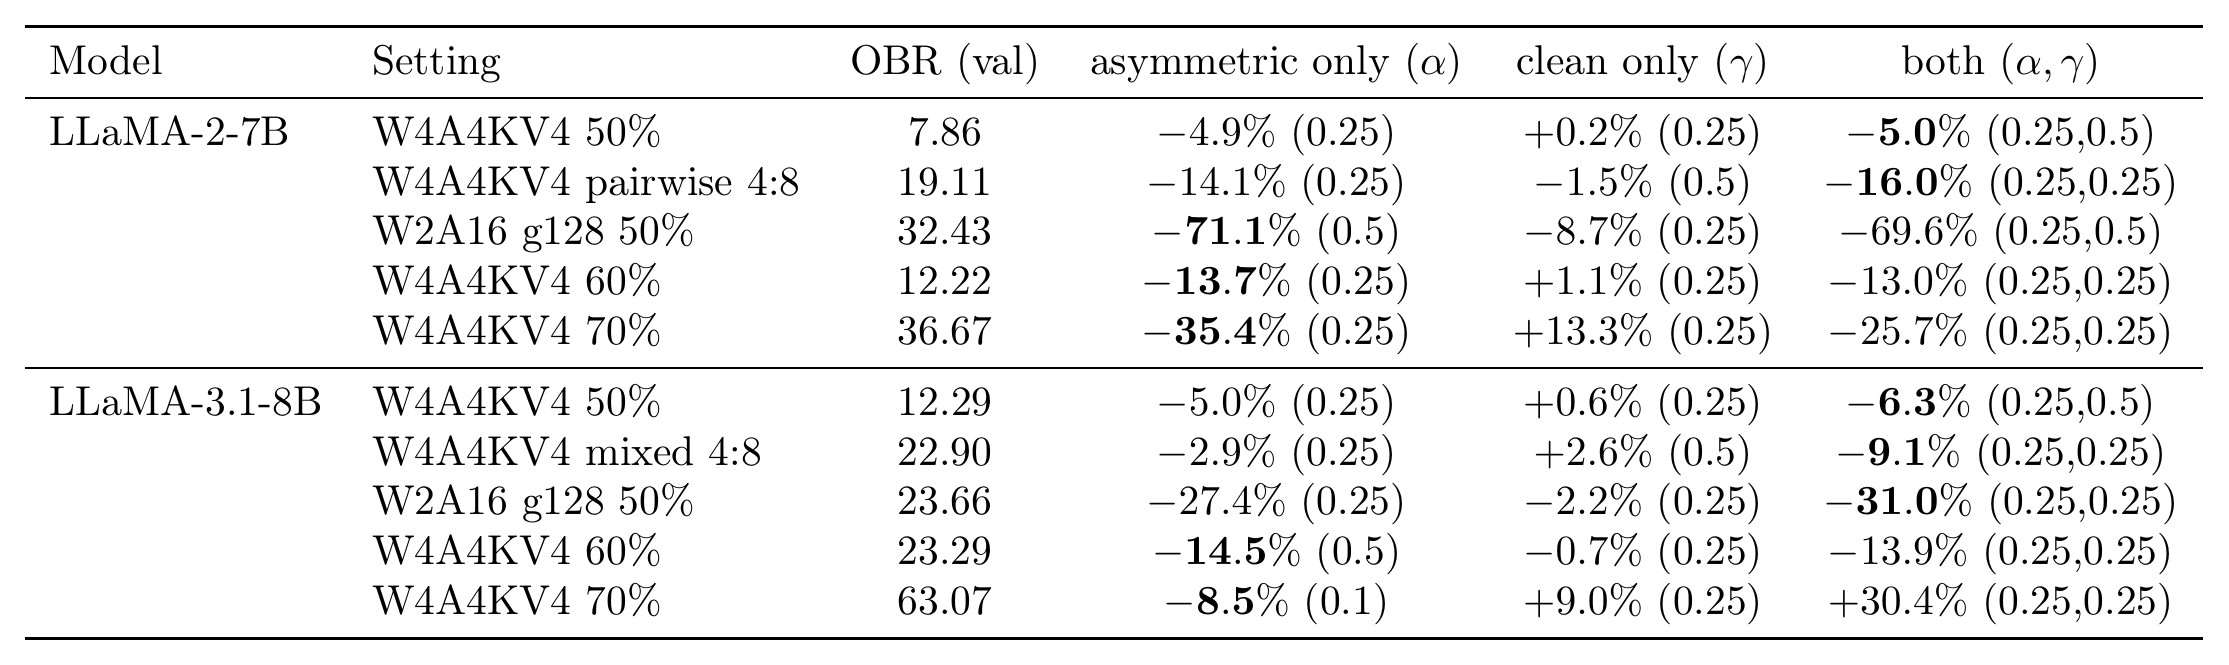 Model Setting OBR (val) asymmetric only (α) clean only (γ) both (α, γ)
LLaMA-2-7B W4A4KV4 50% 7.86 −4.9% (0.25) +0.2% (0.25) −5.0% (0.25,0.5)
W4A4KV4 pairwise 4:8 19.11 −14.1% (0.25) −1.5% (0.5) −16.0% (0.25,0.25)
W2A16 g128 50% 32.43 −71.1% (0.5) −8.7% (0.25) −69.6% (0.25,0.5)
W4A4KV4 60% 12.22 −13.7% (0.25) +1.1% (0.25) −13.0% (0.25,0.25)
W4A4KV4 70% 36.67 −35.4% (0.25) +13.3% (0.25) −25.7% (0.25,0.25)
LLaMA-3.1-8B W4A4KV4 50% 12.29 −5.0% (0.25) +0.6% (0.25) −6.3% (0.25,0.5)
W4A4KV4 mixed 4:8 22.90 −2.9% (0.25) +2.6% (0.5) −9.1% (0.25,0.25)
W2A16 g128 50% 23.66 −27.4% (0.25) −2.2% (0.25) −31.0% (0.25,0.25)
W4A4KV4 60% 23.29 −14.5% (0.5) −0.7% (0.25) −13.9% (0.25,0.25)
W4A4KV4 70% 63.07 −8.5% (0.1) +9.0% (0.25) +30.4% (0.25,0.25)